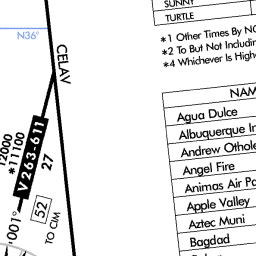 SUNNY
TURTLE
*1 Other Times By NO
*2 To But Not Includin
*4 Whichever Is High
N36°
CELAV
12000
*11100
V263-611
27
52
TO CIM
001°
NAM
Agua Dulce
Albuquerque In
Andrew Othole
Angel Fire
Animas Air Pa
Apple Valley
Aztec Muni
Bagdad